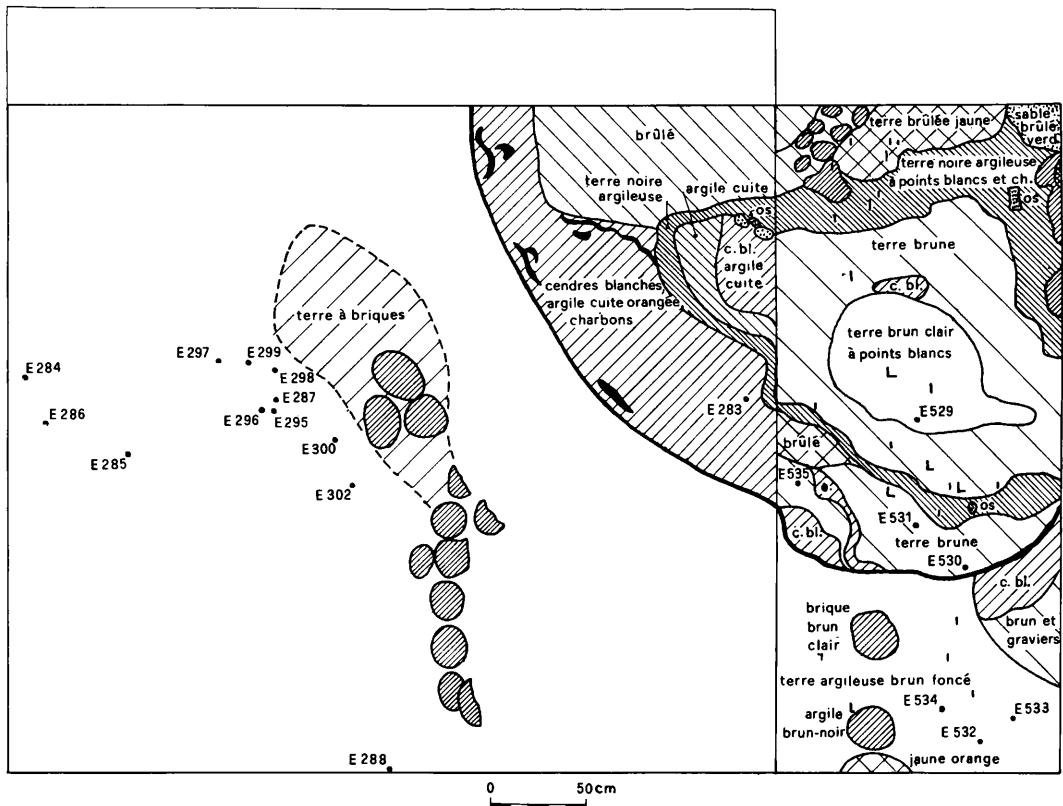 terre brûlée jaune
sable
brûlé
verd.
brûlé
terre noire
argileuse
argile cuite
os
terre noire argileuse
à points blancs et ch.
os
c. bl.
argile
cuite
terre brune
cendres blanches
argile cuite orangée
charbons
c. bl.
terre brun clair
à points blancs
terre à briques
E 297
E 299
E 298
E 284
E 287
E 286
E 296
E 295
E 300
E 285
E 302
E 283
E 529
brûlé
E 535
E 531
os
c. bl.
terre brune
E 530
c. bl.
brique
brun
clair
brun et
graviers
terre argileuse brun foncé
E 534
E 533
argile
brun-noir
E 532
jaune orange
E 288
0 50cm